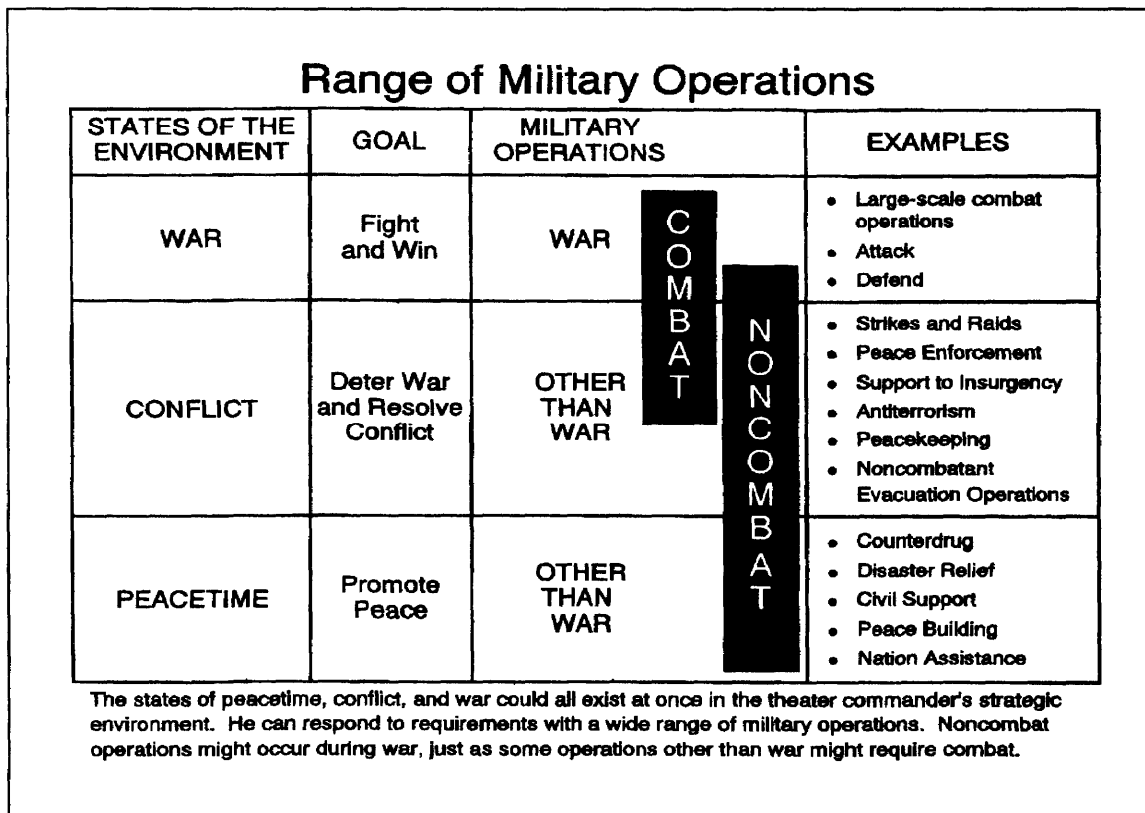 Range of Military Operations
STATES OF THE
ENVIRONMENT
GOAL
MILITARY
OPERATIONS
EXAMPLES
WAR
Fight
and Win
WAR
• Large-scale combat
operations
• Attack
• Defend
CONFLICT
Deter War
and Resolve
Conflict
OTHER
THAN
WAR
• Strikes and Raids
• Peace Enforcement
• Support to Insurgency
• Antiterrorism
• Peacekeeping
• Noncombatant
Evacuation Operations
PEACETIME
Promote
Peace
OTHER
THAN
WAR
• Counterdrug
• Disaster Relief
• Civil Support
• Peace Building
• Nation Assistance
COMBAT
NONCOMBAT
The states of peacetime, conflict, and war could all exist at once in the theater commander's strategic
environment. He can respond to requirements with a wide range of military operations. Noncombat
operations might occur during war, just as some operations other than war might require combat.